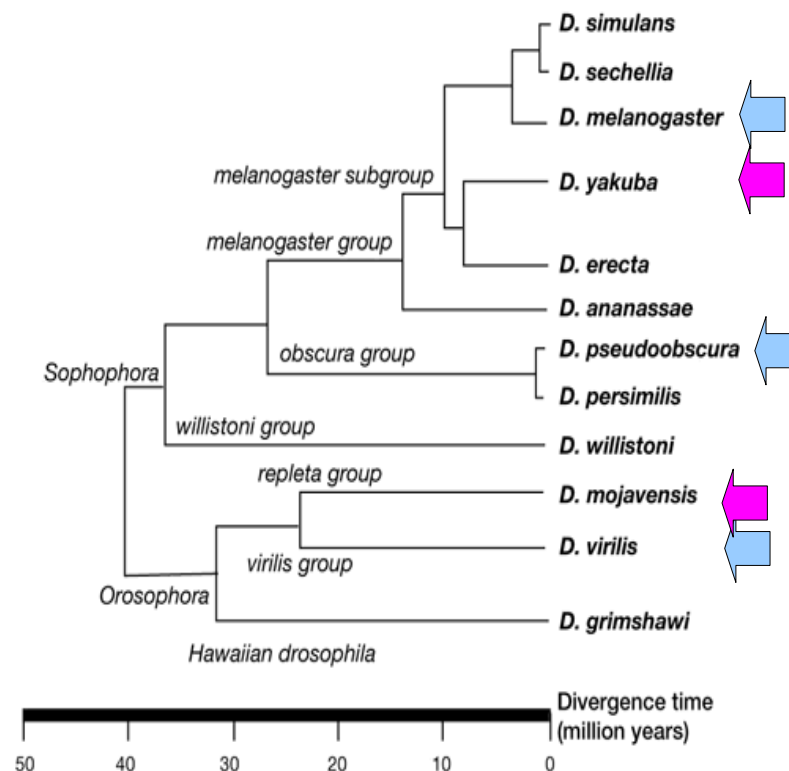 D. simulans
D. sechellia
D. melanogaster
melanogaster subgroup
D. yakuba
melanogaster group
D. erecta
D. ananassae
obscura group
D. pseudoobscura
Sophophora
D. persimilis
willistoni group
D. willistoni
repleta group
D. mojavensis
D. virilis
virilis group
Orosophora
D. grimshawi
Hawaiian drosophila
Divergence time
(million years)
50 40 30 20 10 0